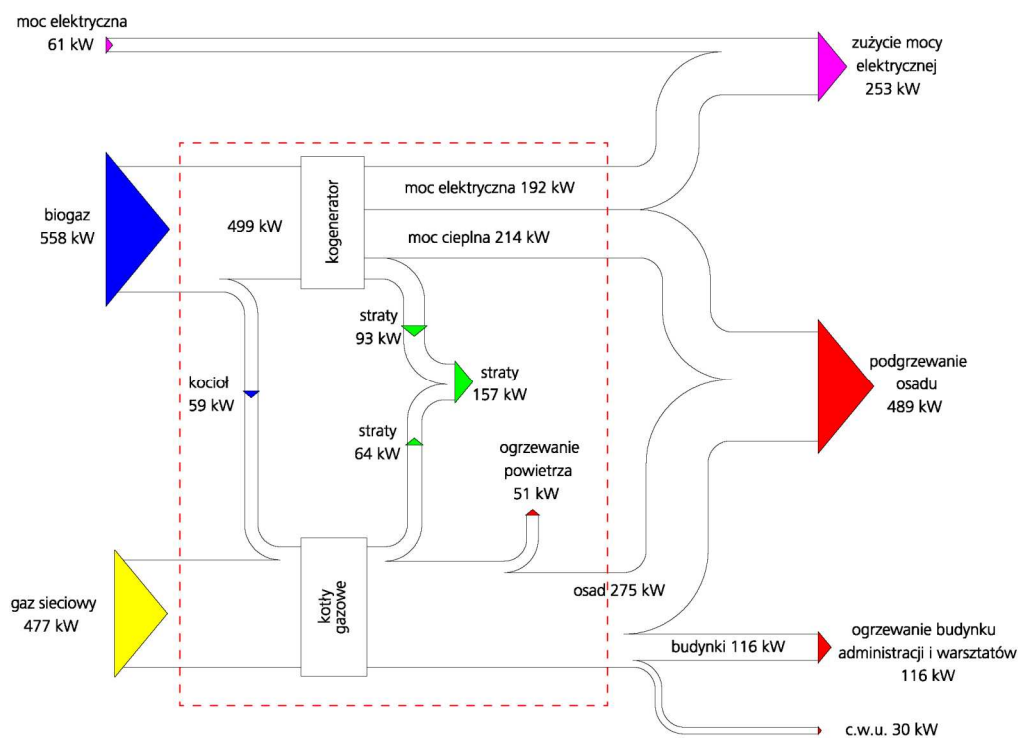 moc elektryczna
61 kW
zużycie mocy
elektrycznej
253 kW
biogaz
558 kW
499 kW
kogenerator
moc elektryczna 192 kW
moc cieplna 214 kW
straty
93 kW
kocioł
59 kW
straty
157 kW
straty
64 kW
ogrzewanie
powietrza
51 kW
podgrzewanie
osadu
489 kW
gaz sieciowy
477 kW
kotły
gazowe
osad 275 kW
budynki 116 kW
ogrzewanie budynku
administracji i warsztatów
116 kW
c.w.u. 30 kW